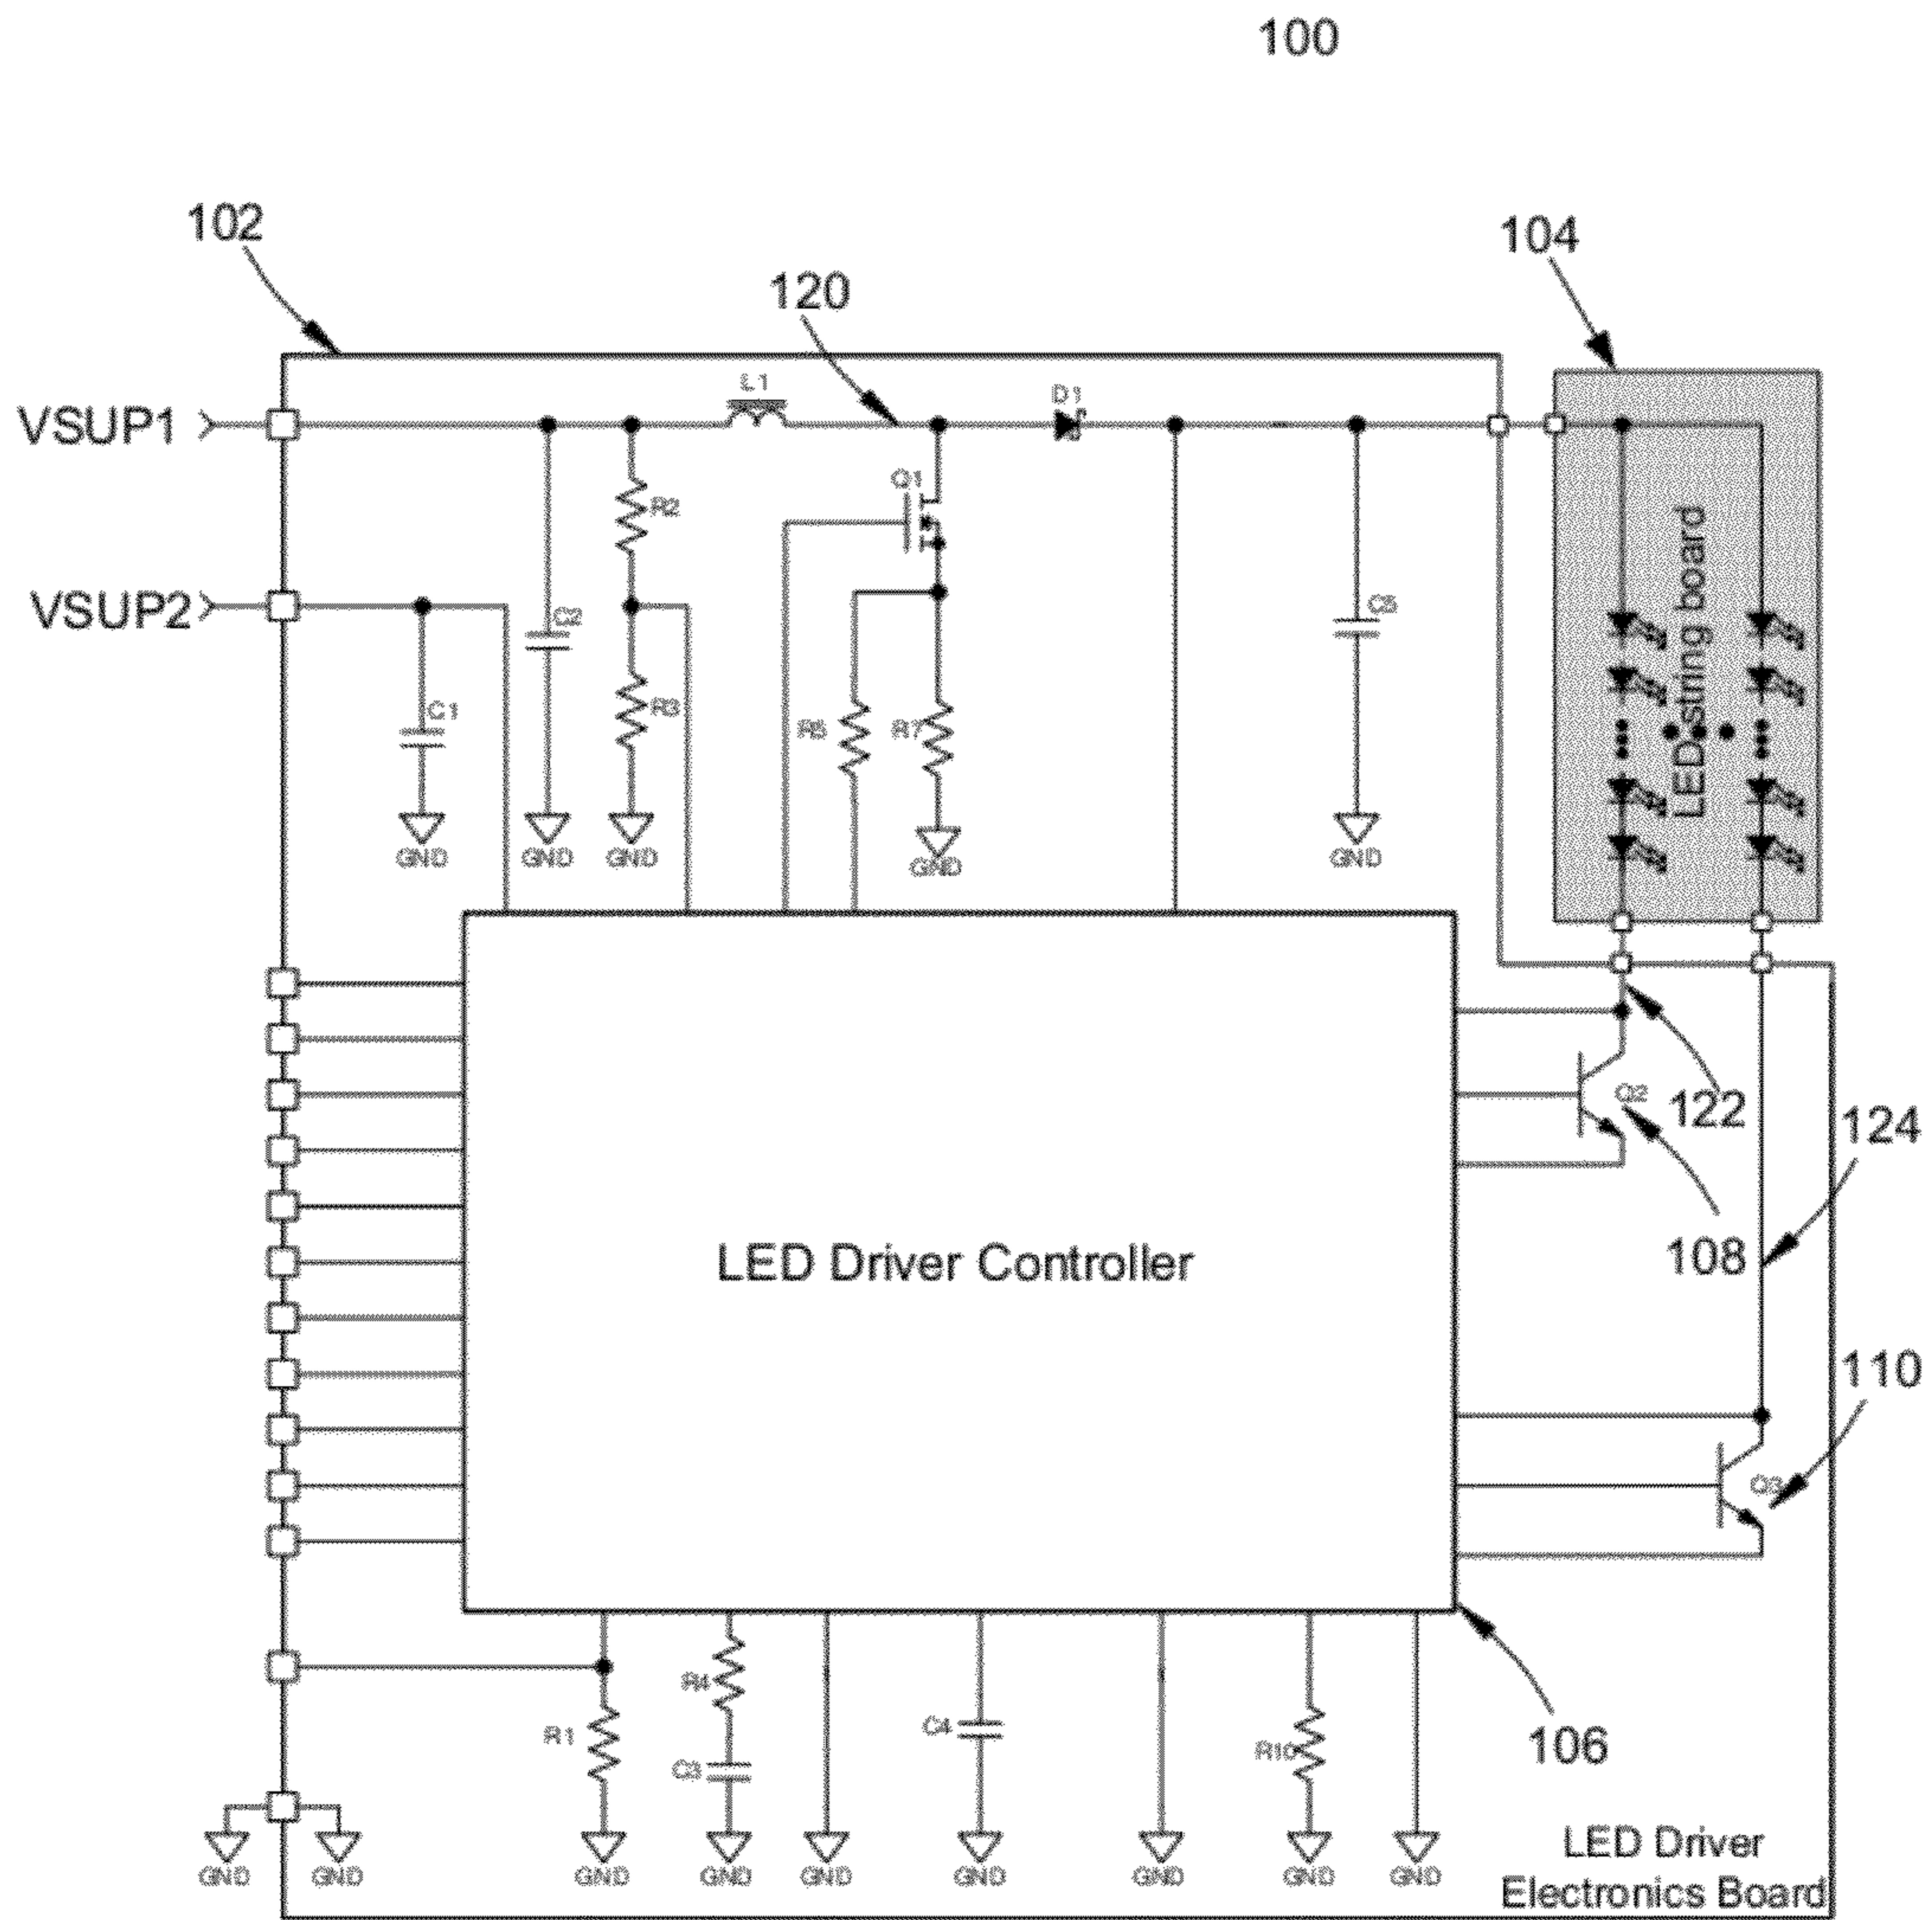 100
102
104
120
L1
D1
VSUP1
Q1
R2
VSUP2
C2
C5
LED string board
C1
R3
R5
R7
GND
GND
GND
GND
GND
122
Q2
124
108
LED Driver Controller
110
Q3
R4
R1
C3
C4
R10
106
GND
GND
GND
GND
GND
GND
GND
GND
GND
LED Driver
Electronics Board